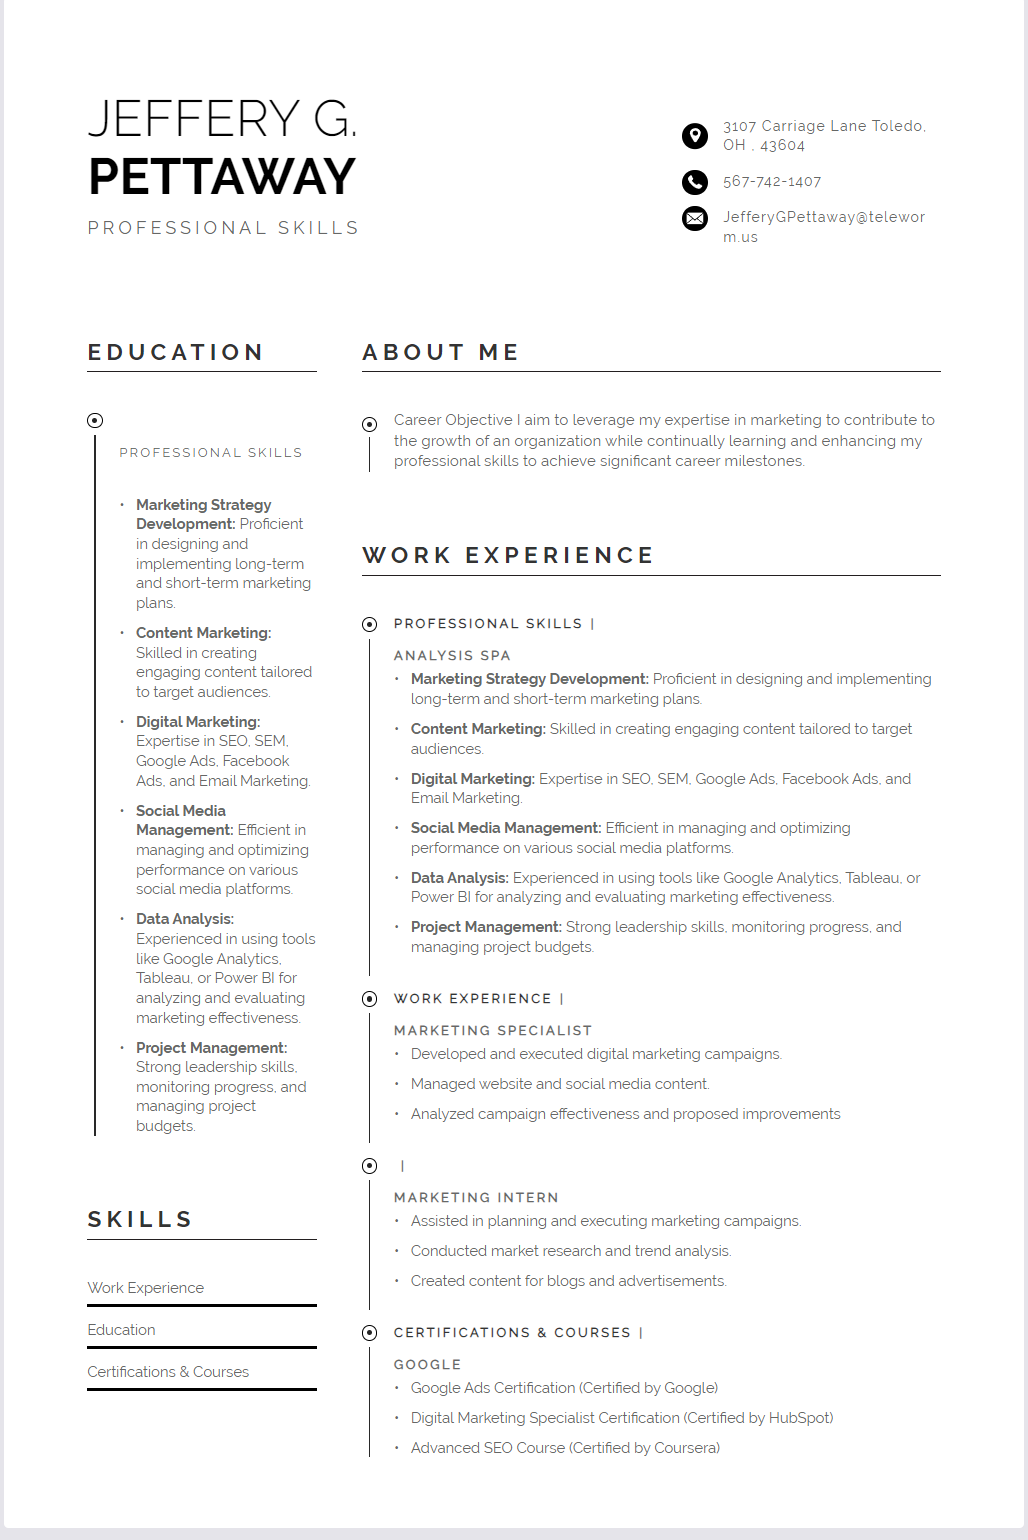 JEFFERY G.
PETTAWAY
PROFESSIONAL SKILLS
3107 Carriage Lane Toledo,
OH , 43604
567-742-1407
JefferyGPettaway@telewor
m.us
EDUCATION
PROFESSIONAL SKILLS
• Marketing Strategy
Development: Proficient
in designing and
implementing long-term
and short-term marketing
plans.
• Content Marketing:
Skilled in creating
engaging content tailored
to target audiences.
• Digital Marketing:
Expertise in SEO, SEM,
Google Ads, Facebook
Ads, and Email Marketing.
• Social Media
Management: Efficient in
managing and optimizing
performance on various
social media platforms.
• Data Analysis:
Experienced in using tools
like Google Analytics,
Tableau, or Power BI for
analyzing and evaluating
marketing effectiveness.
• Project Management:
Strong leadership skills,
monitoring progress, and
managing project
budgets.
SKILLS
Work Experience
Education
Certifications & Courses
ABOUT ME
Career Objective I aim to leverage my expertise in marketing to contribute to
the growth of an organization while continually learning and enhancing my
professional skills to achieve significant career milestones.
WORK EXPERIENCE
PROFESSIONAL SKILLS |
ANALYSIS SPA
• Marketing Strategy Development: Proficient in designing and implementing
long-term and short-term marketing plans.
• Content Marketing: Skilled in creating engaging content tailored to target
audiences.
• Digital Marketing: Expertise in SEO, SEM, Google Ads, Facebook Ads, and
Email Marketing.
• Social Media Management: Efficient in managing and optimizing
performance on various social media platforms.
• Data Analysis: Experienced in using tools like Google Analytics, Tableau, or
Power BI for analyzing and evaluating marketing effectiveness.
• Project Management: Strong leadership skills, monitoring progress, and
managing project budgets.
WORK EXPERIENCE |
MARKETING SPECIALIST
• Developed and executed digital marketing campaigns.
• Managed website and social media content.
• Analyzed campaign effectiveness and proposed improvements
|
MARKETING INTERN
• Assisted in planning and executing marketing campaigns.
• Conducted market research and trend analysis.
• Created content for blogs and advertisements.
CERTIFICATIONS & COURSES |
GOOGLE
• Google Ads Certification (Certified by Google)
• Digital Marketing Specialist Certification (Certified by HubSpot)
• Advanced SEO Course (Certified by Coursera)